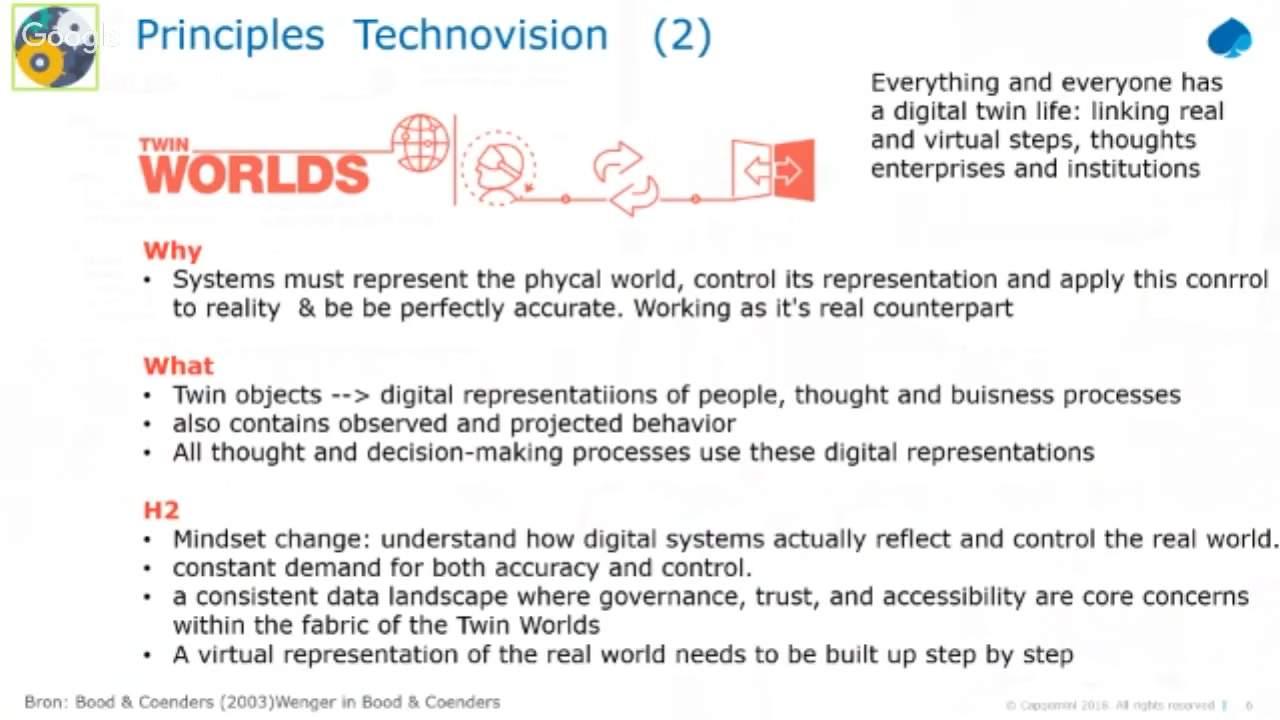 Google
Principles Technovision (2)
Everything and everyone has
a digital twin life: linking real
and virtual steps, thoughts
enterprises and institutions
TWIN
WORLDS
Why
• Systems must represent the phycal world, control its representation and apply this conrrol
to reality & be be perfectly accurate. Working as it's real counterpart
What
• Twin objects --> digital representatiions of people, thought and buisness processes
• also contains observed and projected behavior
• All thought and decision-making processes use these digital representations
H2
• Mindset change: understand how digital systems actually reflect and control the real world.
• constant demand for both accuracy and control.
• a consistent data landscape where governance, trust, and accessibility are core concerns
within the fabric of the Twin Worlds
• A virtual representation of the real world needs to be built up step by step
Bron: Bood & Coenders (2003)Wenger in Bood & Coenders
© Capgemini 2018. All rights reserved | 6